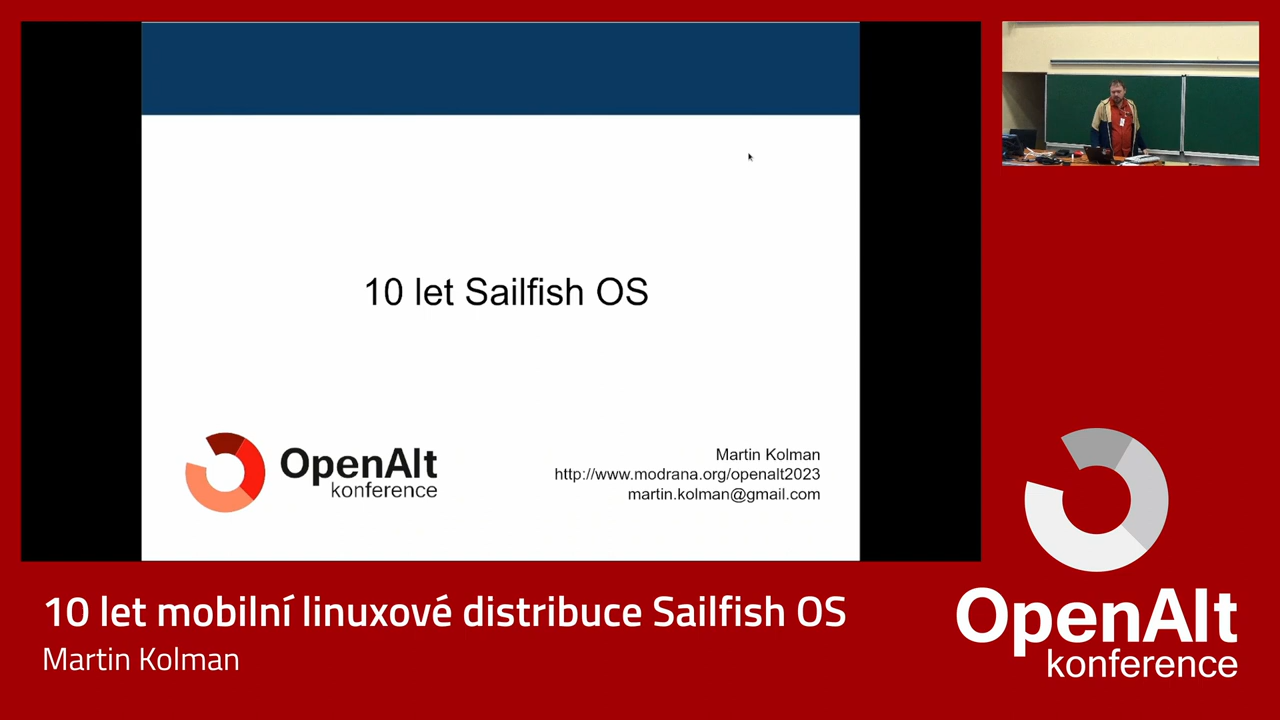 10 let Sailfish OS
OpenAlt
konference
Martin Kolman
http://www.modrana.org/openalt2023
martin.kolman@gmail.com
10 let mobilní linuxové distribuce Sailfish OS
Martin Kolman
OpenAlt
konference